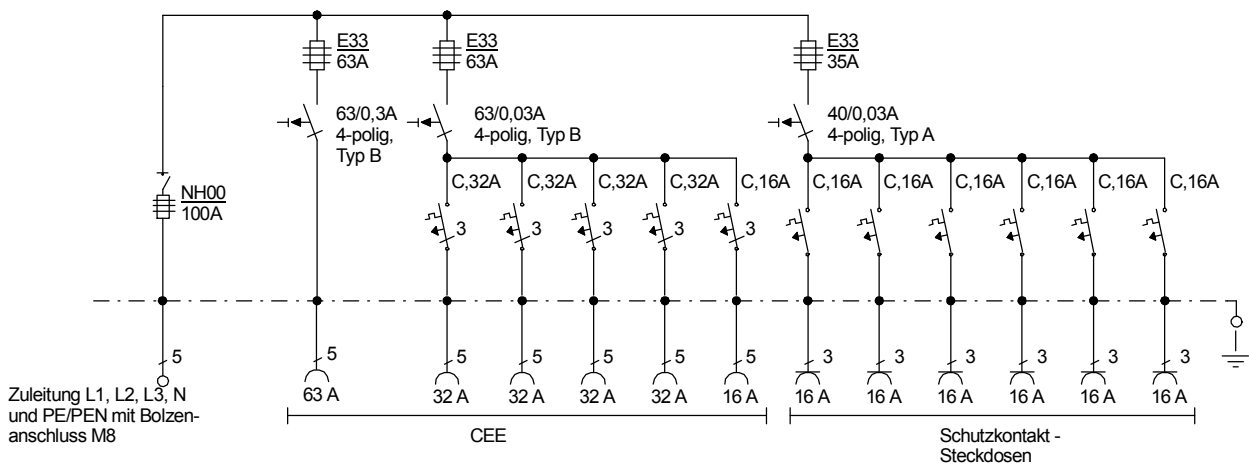 E33
63A
E33
63A
E33
35A
63/0,3A
4-polig,
Typ B
63/0,03A
4-polig, Typ B
40/0,03A
4-polig, Typ A
C,32A C,32A C,32A C,32A C,16A C,16A C,16A C,16A C,16A C,16A C,16A
NH00
100A
3 3 3 3 3
5 5 5 5 5 5 5 3 3 3 3 3 3
63 A 32 A 32 A 32 A 32 A 16 A 16 A 16 A 16 A 16 A 16 A 16 A
Zuleitung L1, L2, L3, N
und PE/PEN mit Bolzen-
anschluss M8
CEE
Schutzkontakt -
Steckdosen